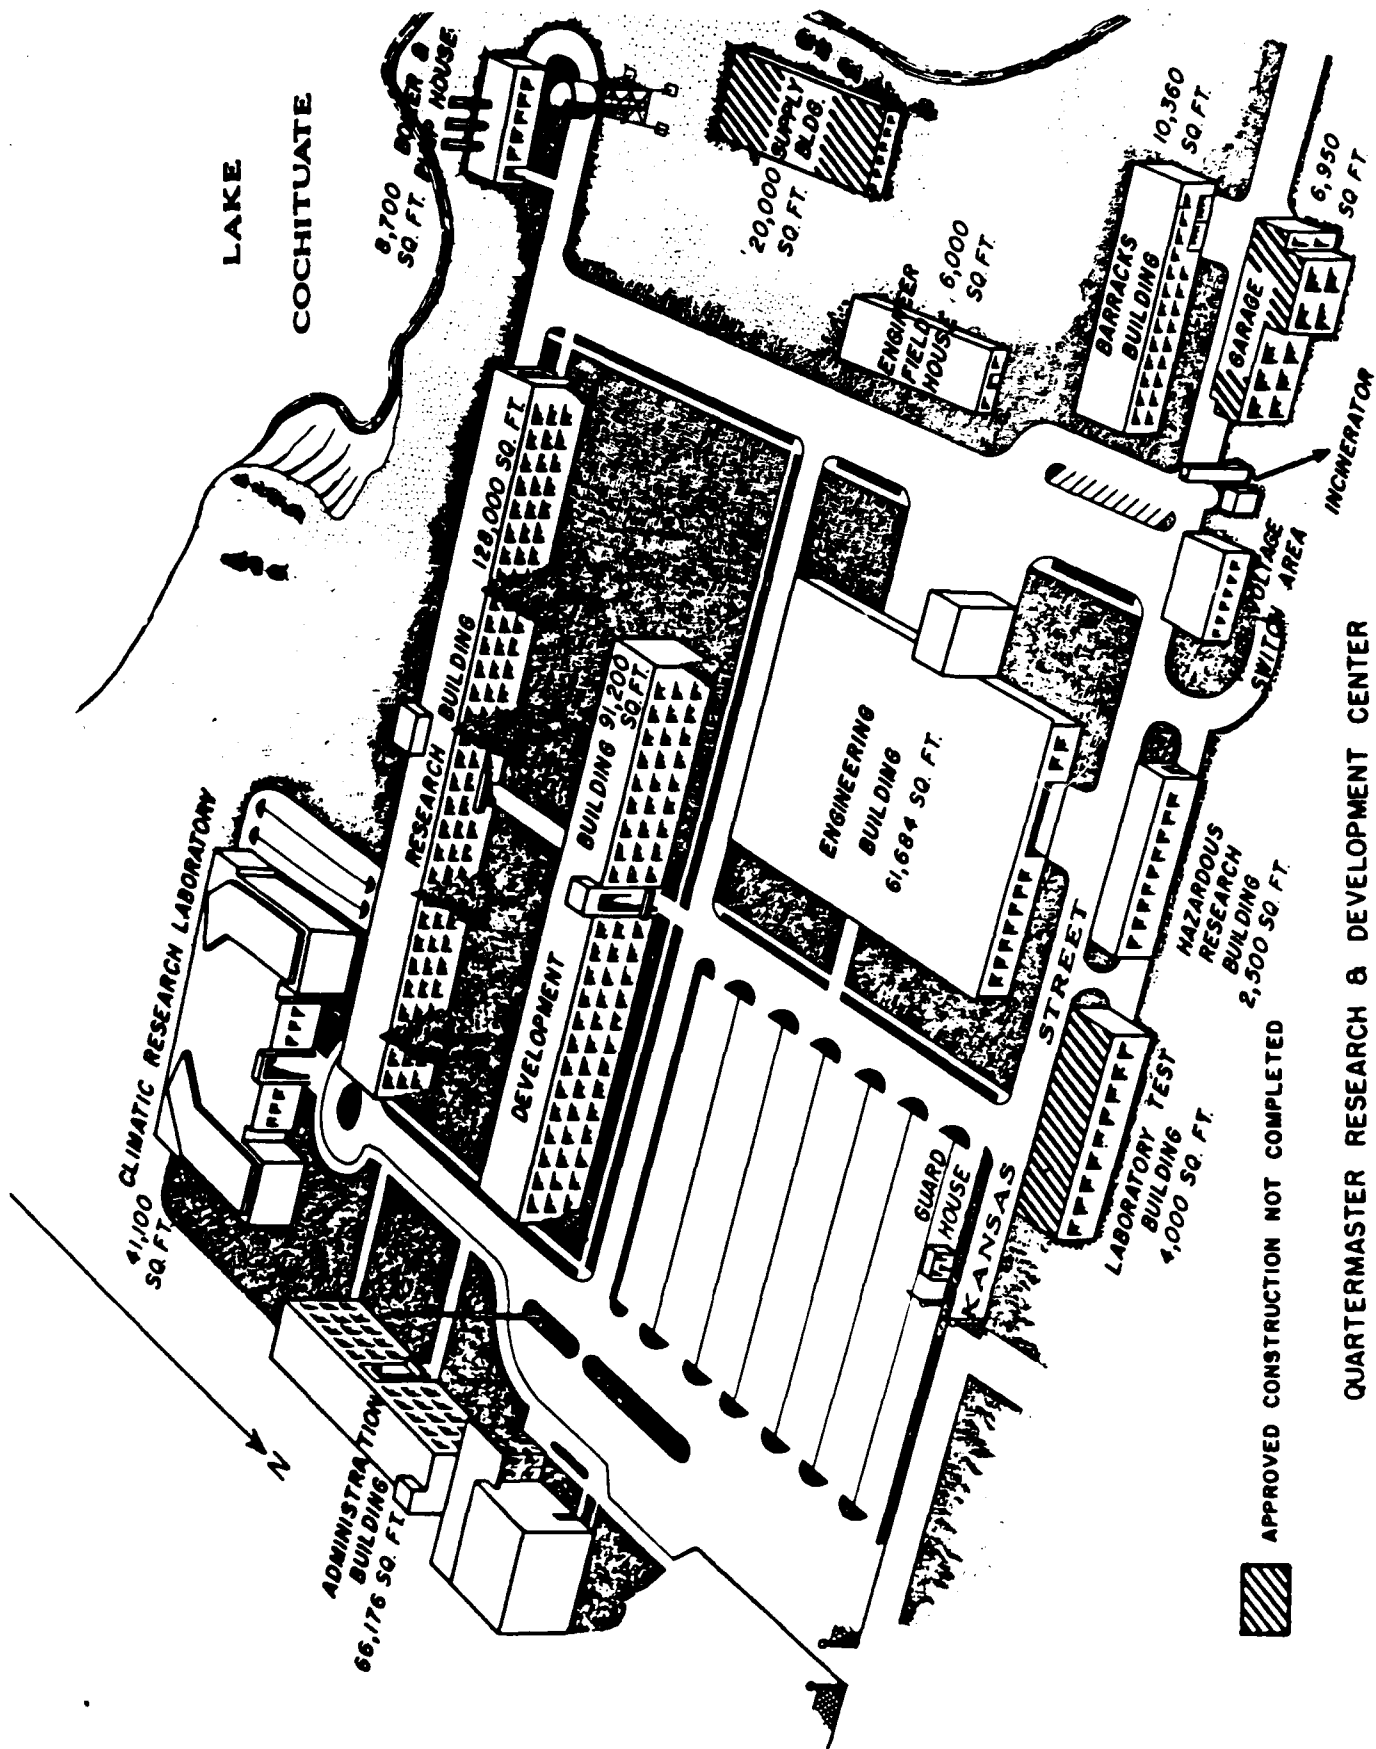 LAKE
COCHITUATE
BOILER &
PUMP HOUSE
8,700
SQ. FT.
SUPPLY
BLDG.
20,000
SQ. FT.
ENGINEER
FIELD
HOUSE
6,000
SQ. FT.
BARRACKS
BUILDING
10,360
SQ. FT.
GARAGE
6,950
SQ FT
INCINERATOR
VOLTAGE
SWITCH AREA
CLIMATIC RESEARCH LABORATORY
41,100
SQ. FT.
RESEARCH BUILDING 128,000 SQ. FT.
DEVELOPMENT BUILDING 91,200
SQ. FT.
ENGINEERING
BUILDING
61,684 SQ. FT.
ADMINISTRATION
BUILDING
66,176 SQ. FT.
N
GUARD
HOUSE
KANSAS STREET
HAZARDOUS
RESEARCH
BUILDING
2,500 SQ. FT.
LABORATORY TEST
BUILDING
4,000 SQ. FT.
APPROVED CONSTRUCTION NOT COMPLETED
QUARTERMASTER RESEARCH & DEVELOPMENT CENTER